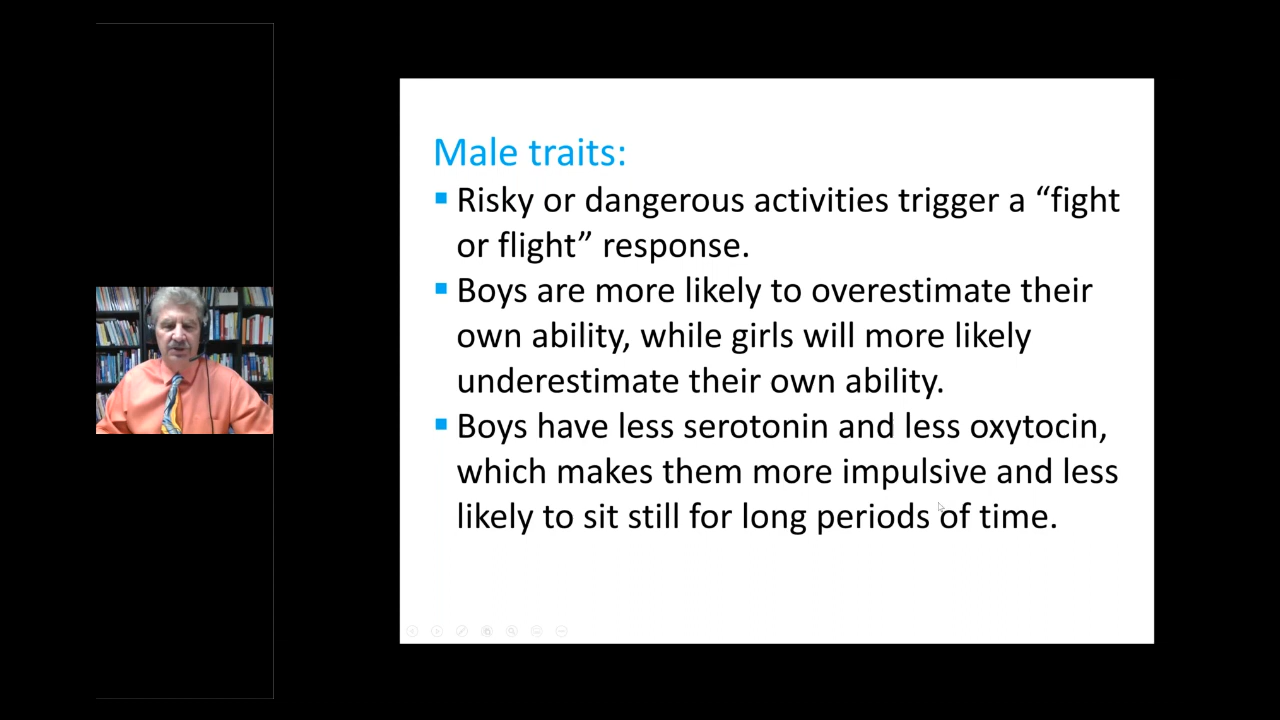 Male traits:
Risky or dangerous activities trigger a “fight
or flight” response.
Boys are more likely to overestimate their
own ability, while girls will more likely
underestimate their own ability.
Boys have less serotonin and less oxytocin,
which makes them more impulsive and less
likely to sit still for long periods of time.